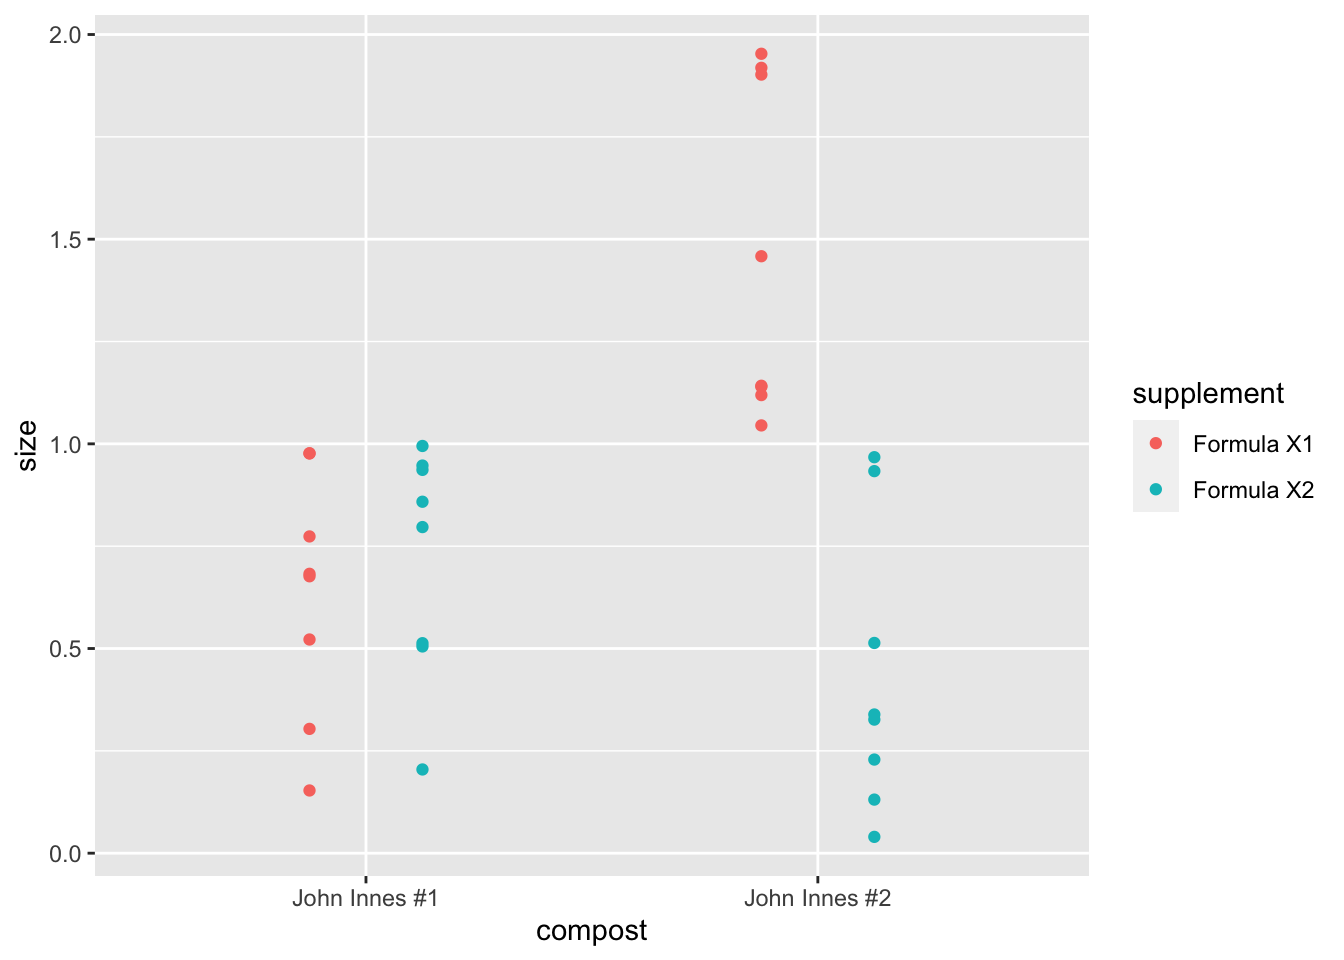 2.0
1.5
1.0
0.5
0.0
size
John Innes #1
John Innes #2
compost
supplement
Formula X1
Formula X2